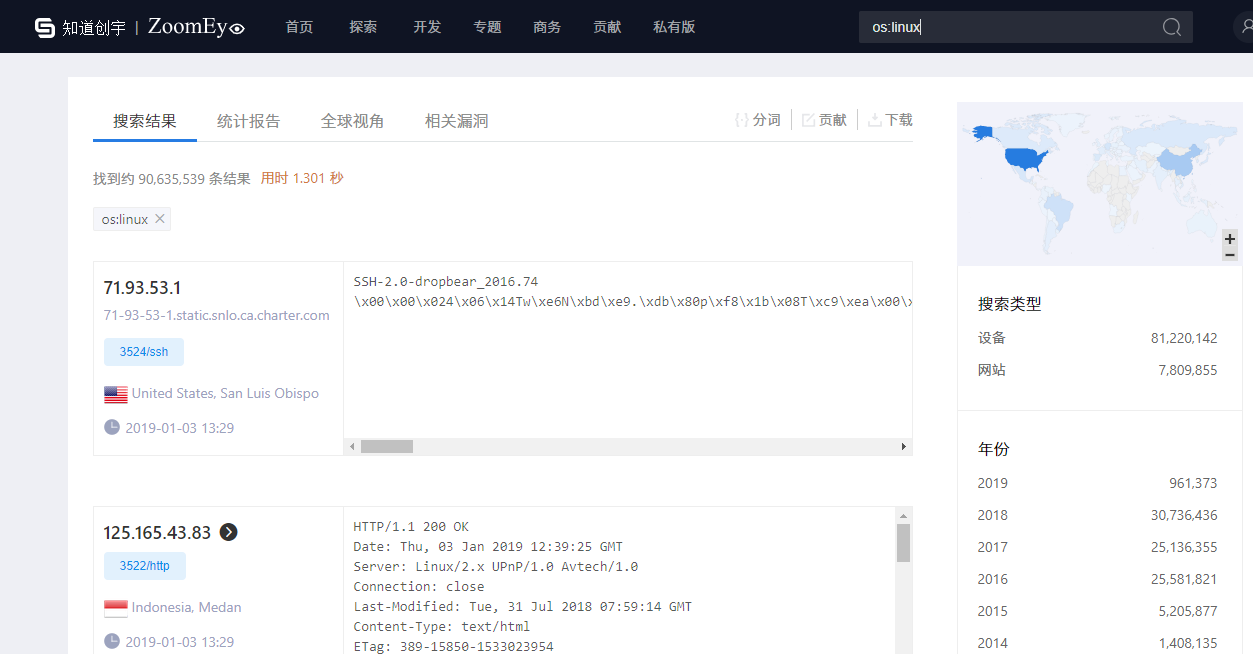 知道创宇 | ZoomEye 首页 探索 开发 专题 商务 贡献 私有版 os:linux
搜索结果 统计报告 全球视角 相关漏洞 分词 贡献 下载
找到约 90,635,539 条结果 用时 1.301 秒
os:linux
71.93.53.1
71-93-53-1.static.snlo.ca.charter.com
3524/ssh
United States, San Luis Obispo
2019-01-03 13:29
SSH-2.0-dropbear_2016.74
\x00\x00\x024\x06\x14Tw\xe6N\xbd\xe9.\xdb\x80p\xf8\x1b\x08T\xc9\xea\x00\x
125.165.43.83
3522/http
Indonesia, Medan
2019-01-03 13:29
HTTP/1.1 200 OK
Date: Thu, 03 Jan 2019 12:39:25 GMT
Server: Linux/2.x UPnP/1.0 Avtech/1.0
Connection: close
Last-Modified: Tue, 31 Jul 2018 07:59:14 GMT
Content-Type: text/html
ETag: 389-15850-1533023954
+
−
搜索类型
设备 81,220,142
网站 7,809,855
年份
2019 961,373
2018 30,736,436
2017 25,136,355
2016 25,581,821
2015 5,205,877
2014 1,408,135